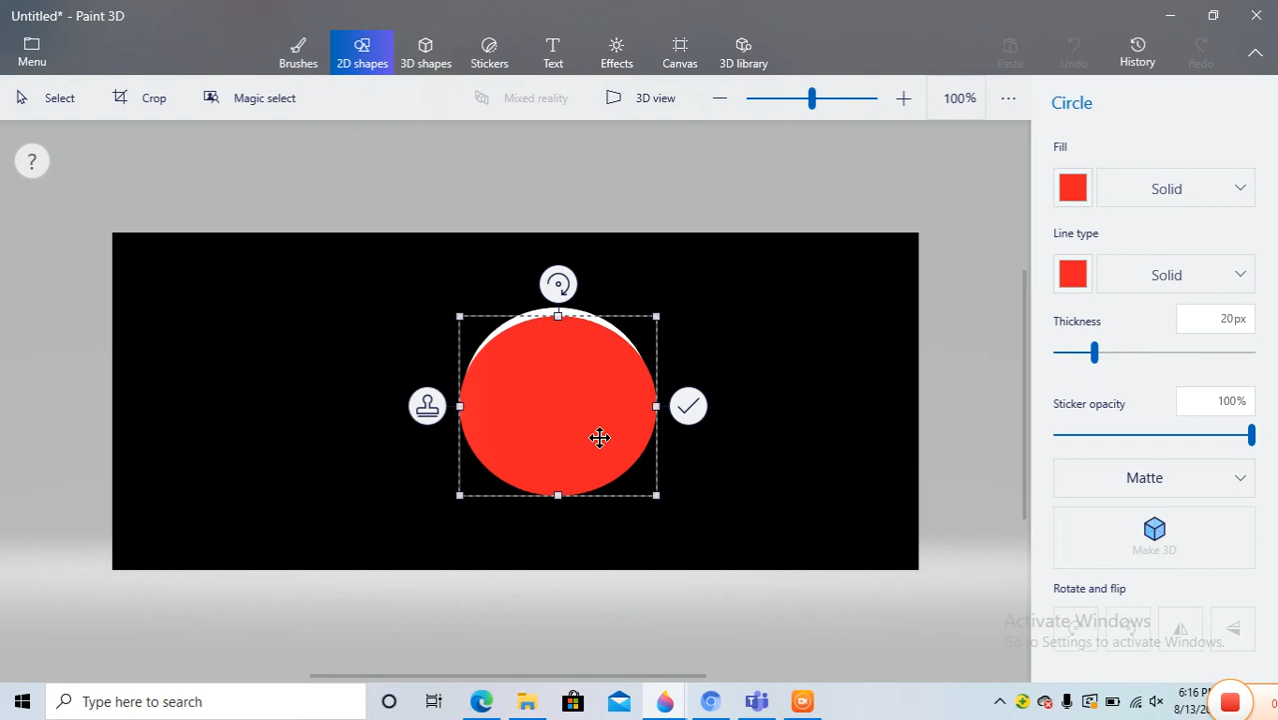 Untitled* - Paint 3D
Menu
Brushes
2D shapes
3D shapes
Stickers
Text
Effects
Canvas
3D library
Paste
Undo
History
Redo
Select
Crop
Magic select
Mixed reality
3D view
100%
Circle
?
Fill
Solid
Line type
Solid
Thickness
20px
Sticker opacity
100%
Matte
Make 3D
Rotate and flip
Activate Windows
Go to Settings to activate Windows.
Type here to search
6:16 PM